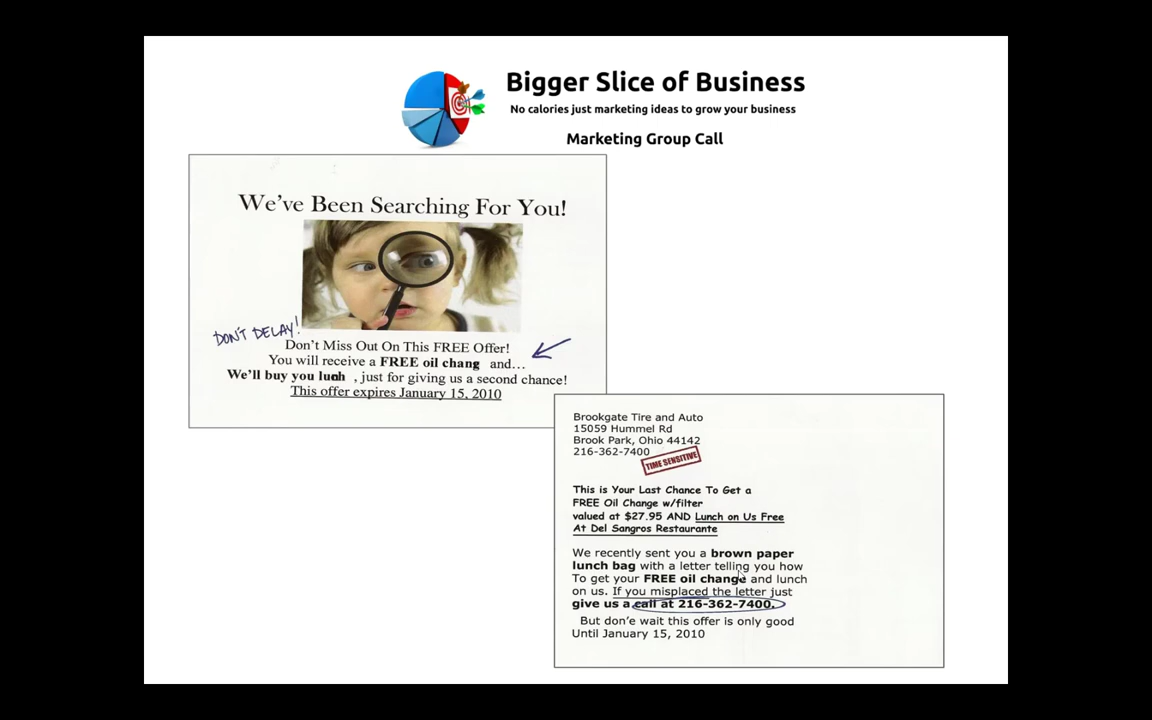 Bigger Slice of Business
No calories just marketing ideas to grow your business
Marketing Group Call
We've Been Searching For You!
DON'T DELAY!
Don't Miss Out On This FREE Offer!
You will receive a FREE oil chang and...
We'll buy you lunch , just for giving us a second chance!
This offer expires January 15, 2010
Brookgate Tire and Auto
15059 Hummel Rd
Brook Park, Ohio 44142
216-362-7400
TIME SENSITIVE
This is Your Last Chance To Get a
FREE Oil Change w/filter
valued at $27.95 AND Lunch on Us Free
At Del Sangros Restaurante
We recently sent you a brown paper
lunch bag with a letter telling you how
To get your FREE oil change and lunch
on us. If you misplaced the letter just
give us a call at 216-362-7400.
But don'e wait this offer is only good
Until January 15, 2010